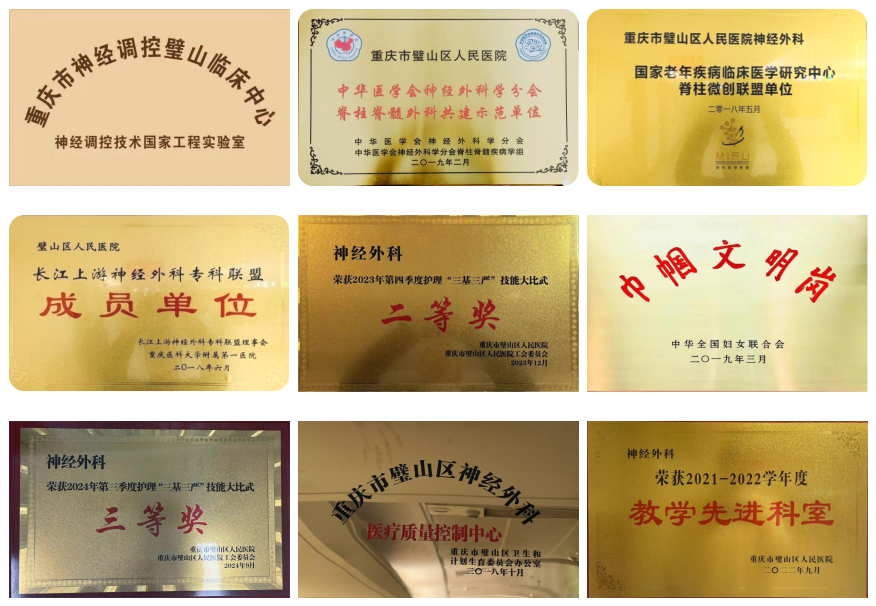 重庆市神经调控璧山临床中心
神经调控技术国家工程实验室
重庆市璧山区人民医院
中华医学会神经外科学分会
脊柱脊髓外科共建示范单位
中华医学会神经外科学分会
中华医学会神经外科学分会脊柱脊髓疾病学组
二〇一九年二月
重庆市璧山区人民医院神经外科
国家老年疾病临床医学研究中心
脊柱微创联盟单位
二零一八年五月
MISU
璧山区人民医院
长江上游神经外科专科联盟
成员单位
长江上游神经外科专科联盟理事会
重庆医科大学附属第一医院
二〇一八年六月
神经外科
荣获2023年第四季度护理“三基三严”技能大比武
二等奖
重庆市璧山区人民医院
重庆市璧山区人民医院工会委员会
2023年12月
巾帼文明岗
中华全国妇女联合会
二〇一九年三月
神经外科
荣获2024年第三季度护理“三基三严”技能大比武
三等奖
重庆市璧山区人民医院
重庆市璧山区人民医院工会委员会
2024年9月
重庆市璧山区神经外科
医疗质量控制中心
重庆市璧山区卫生和
计划生育委员会办公室
二〇一八年十月
神经外科
荣获2021-2022学年度
教学先进科室
重庆市璧山区人民医院
二〇二二年九月